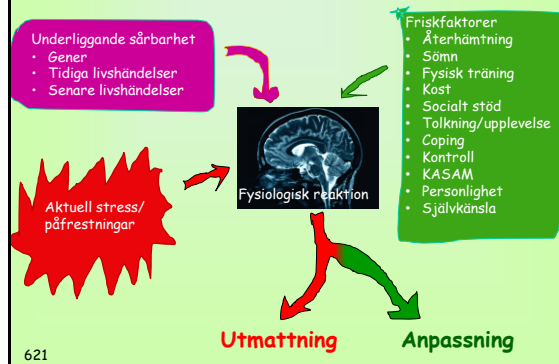 Underliggande sårbarhet
• Gener
• Tidiga livshändelser
• Senare livshändelser
Friskfaktorer
• Återhämtning
• Sömn
• Fysisk träning
• Kost
• Socialt stöd
• Tolkning/upplevelse
• Coping
• Kontroll
• KASAM
• Personlighet
• Självkänsla
Aktuell stress/
påfrestningar
Fysiologisk reaktion
Utmattning
Anpassning
621